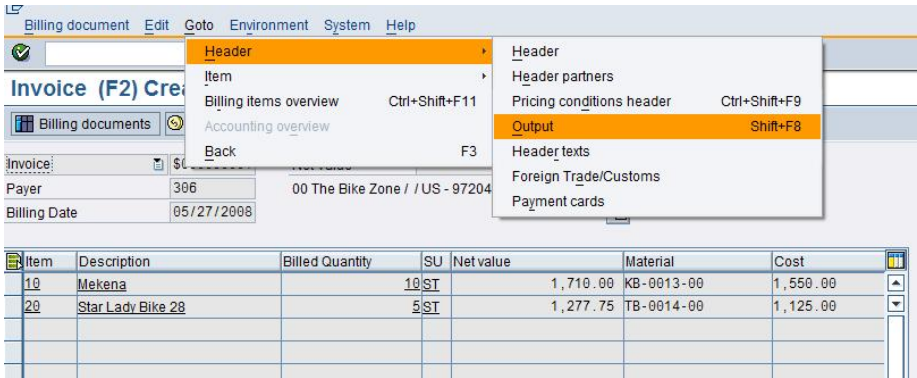 Billing document Edit Goto Environment System Help
Header
Item
Billing items overview Ctrl+Shift+F11
Accounting overview
Back F3
Header
Header partners
Pricing conditions header Ctrl+Shift+F9
Output Shift+F8
Header texts
Foreign Trade/Customs
Payment cards
Invoice (F2)
Billing documents
Invoice
Payer 306 00 The Bike Zone / / US - 97204
Billing Date 05/27/2008
Item Description Billed Quantity SU Net value Material Cost
10 Mekena 10 ST 1,710.00 KB-0013-00 1,550.00
20 Star Lady Bike 28 5 ST 1,277.75 TB-0014-00 1,125.00